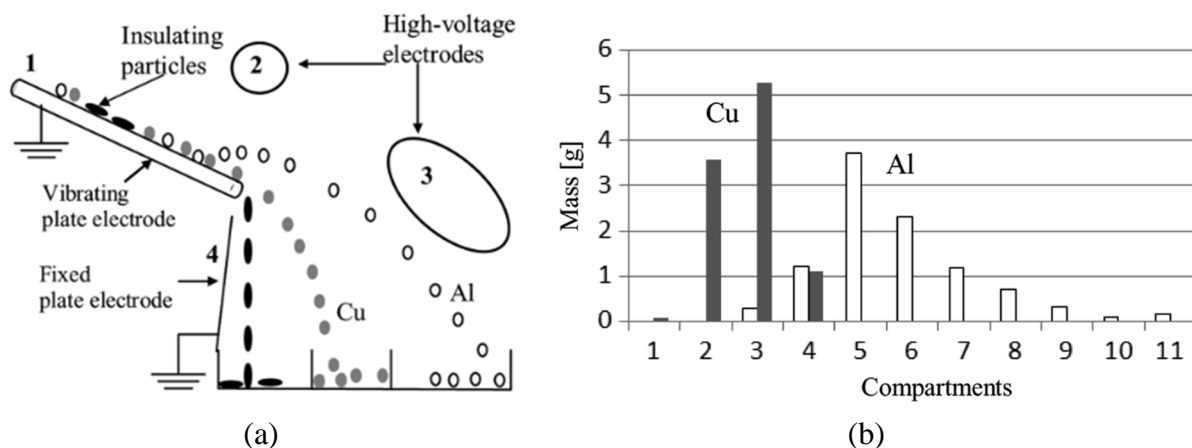 1
Insulating
particles
2
High-voltage
electrodes
3
Vibrating
plate electrode
4
Fixed
plate electrode
Cu
Al
(a)
Mass [g]
6
5
4
3
2
1
0
Cu
Al
1 2 3 4 5 6 7 8 9 10 11
Compartments
(b)